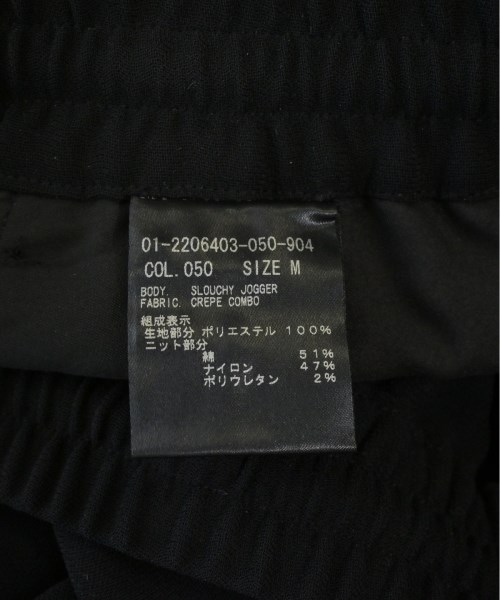 01-2206403-050-904
COL.050 SIZE M
BODY. SLOUCHY JOGGER
FABRIC. CREPE COMBO
組成表示
生地部分 ポリエステル 100%
ニット部分
綿 51%
ナイロン 47%
ポリウレタン 2%